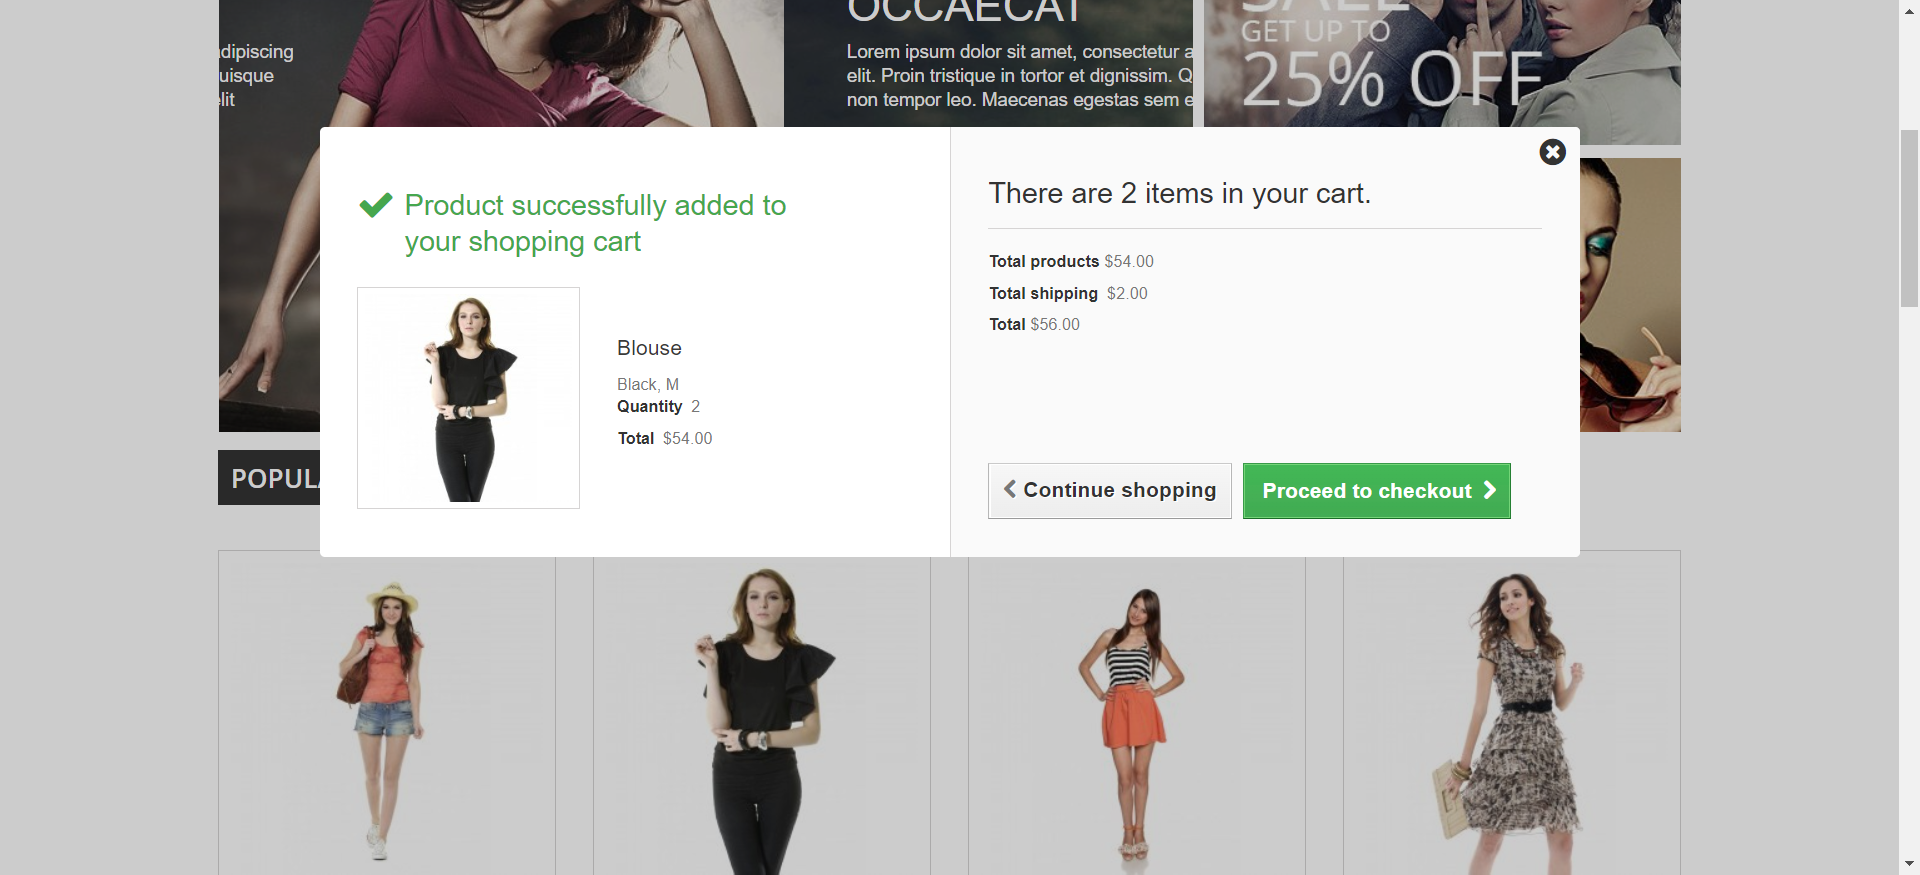 OCCAECAT
SALE
dipiscing
uisque
lit
Lorem ipsum dolor sit amet, consectetur a
elit. Proin tristique in tortor et dignissim. Q
non tempor leo. Maecenas egestas sem e
GET UP TO
25% OFF
Product successfully added to
your shopping cart
Blouse
Black, M
Quantity 2
Total $54.00
There are 2 items in your cart.
Total products $54.00
Total shipping $2.00
Total $56.00
Continue shopping
Proceed to checkout
POPUL